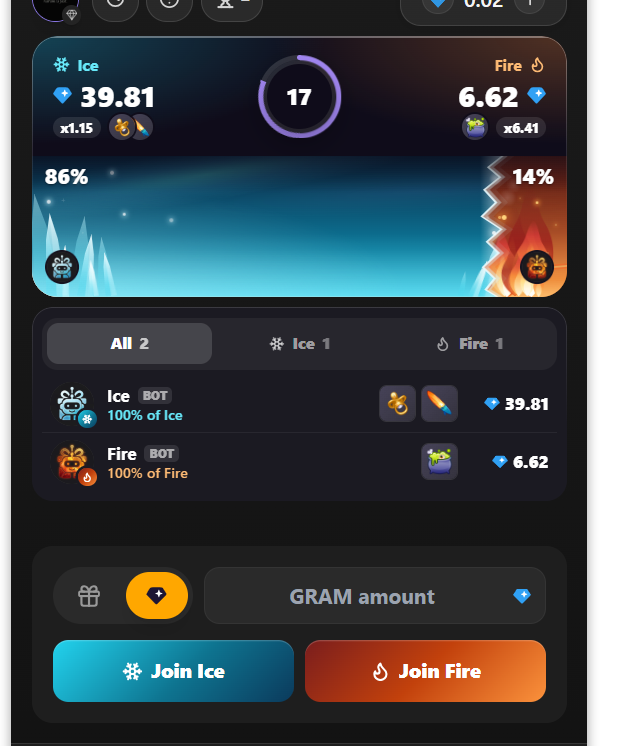 0.02 +
Ice
Fire
39.81
17
6.62
x1.15
x6.41
86%
14%
All 2
Ice 1
Fire 1
Ice BOT
39.81
100% of Ice
Fire BOT
6.62
100% of Fire
GRAM amount
Join Ice
Join Fire